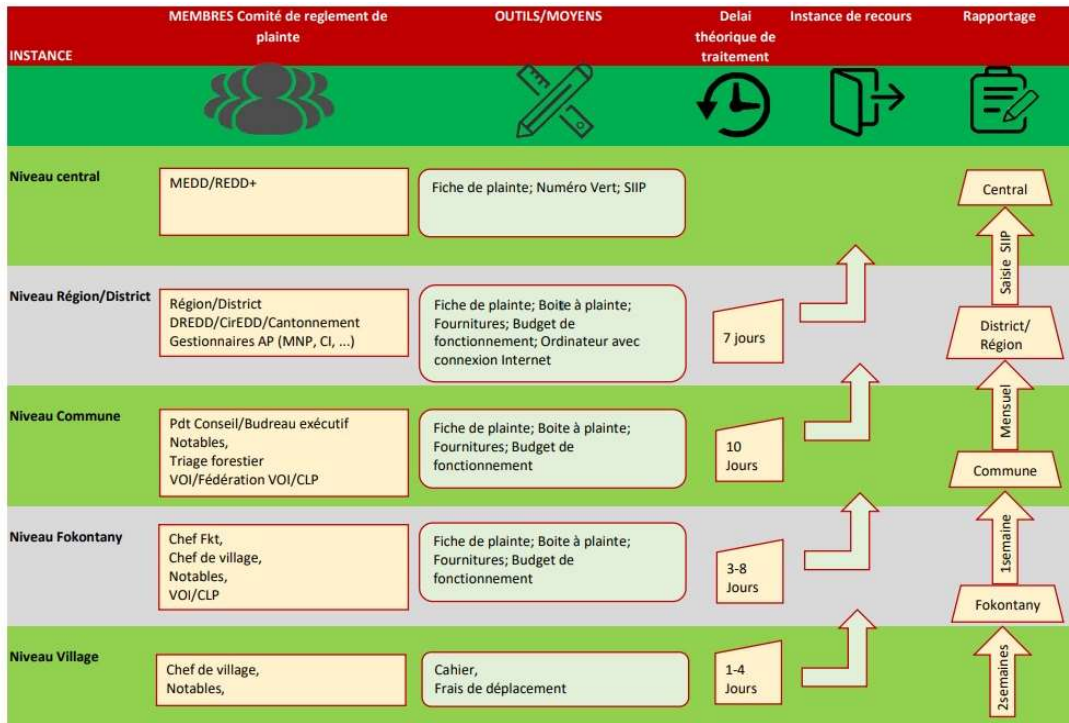 MEMBRES Comité de reglement de
plainte
OUTILS/MOYENS
Delai
théorique de
traitement
Instance de recours
Rapportage
INSTANCE
Niveau central
MEDD/REDD+
Fiche de plainte; Numéro Vert; SIIP
Central
Saisie SIIP
Niveau Région/District
Région/District
DREDD/CirEDD/Cantonnement
Gestionnaires AP (MNP, CI, ...)
Fiche de plainte; Boite à plainte;
Fournitures; Budget de
fonctionnement; Ordinateur avec
connexion Internet
7 jours
District/
Région
Mensuel
Niveau Commune
Pdt Conseil/Budreau exécutif
Notables,
Triage forestier
VOI/Fédération VOI/CLP
Fiche de plainte; Boite à plainte;
Fournitures; Budget de
fonctionnement
10
Jours
Commune
1semaine
Niveau Fokontany
Chef Fkt,
Chef de village,
Notables,
VOI/CLP
Fiche de plainte; Boite à plainte;
Fournitures; Budget de
fonctionnement
3-8
Jours
Fokontany
2semaines
Niveau Village
Chef de village,
Notables,
Cahier,
Frais de déplacement
1-4
Jours